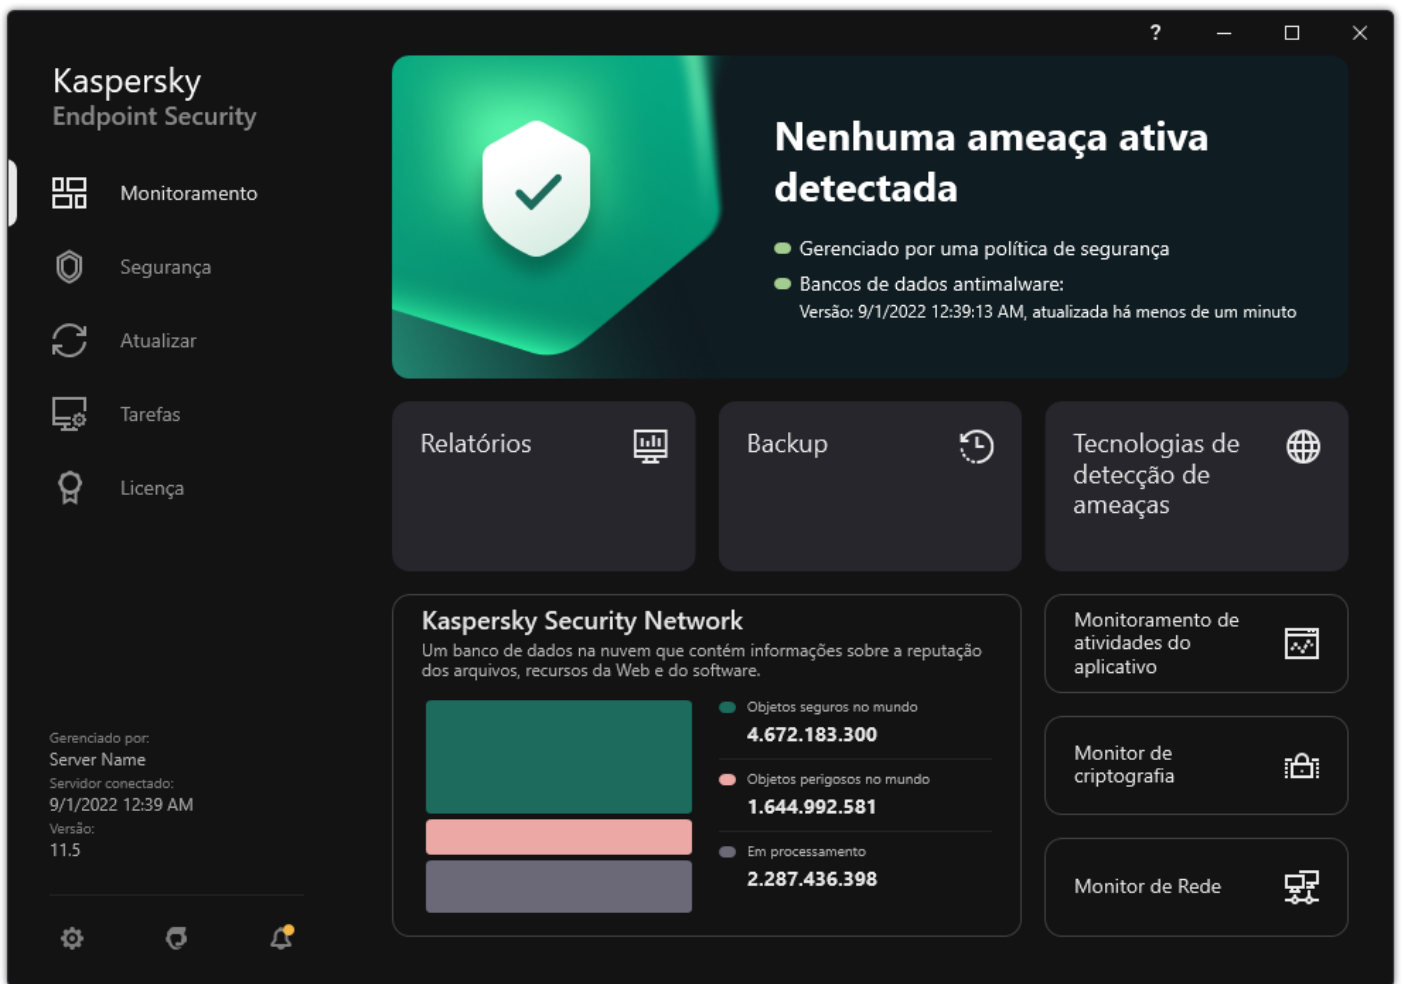 ?
Kaspersky
Endpoint Security
Monitoramento
Segurança
Atualizar
Tarefas
Licença
Gerenciado por:
Server Name
Servidor conectado:
9/1/2022 12:39 AM
Versão:
11.5
Nenhuma ameaça ativa
detectada
Gerenciado por uma política de segurança
Bancos de dados antimalware:
Versão: 9/1/2022 12:39:13 AM, atualizada há menos de um minuto
Relatórios
Backup
Tecnologias de
detecção de
ameaças
Kaspersky Security Network
Um banco de dados na nuvem que contém informações sobre a reputação
dos arquivos, recursos da Web e do software.
Objetos seguros no mundo
4.672.183.300
Objetos perigosos no mundo
1.644.992.581
Em processamento
2.287.436.398
Monitoramento de
atividades do
aplicativo
Monitor de
criptografia
Monitor de Rede